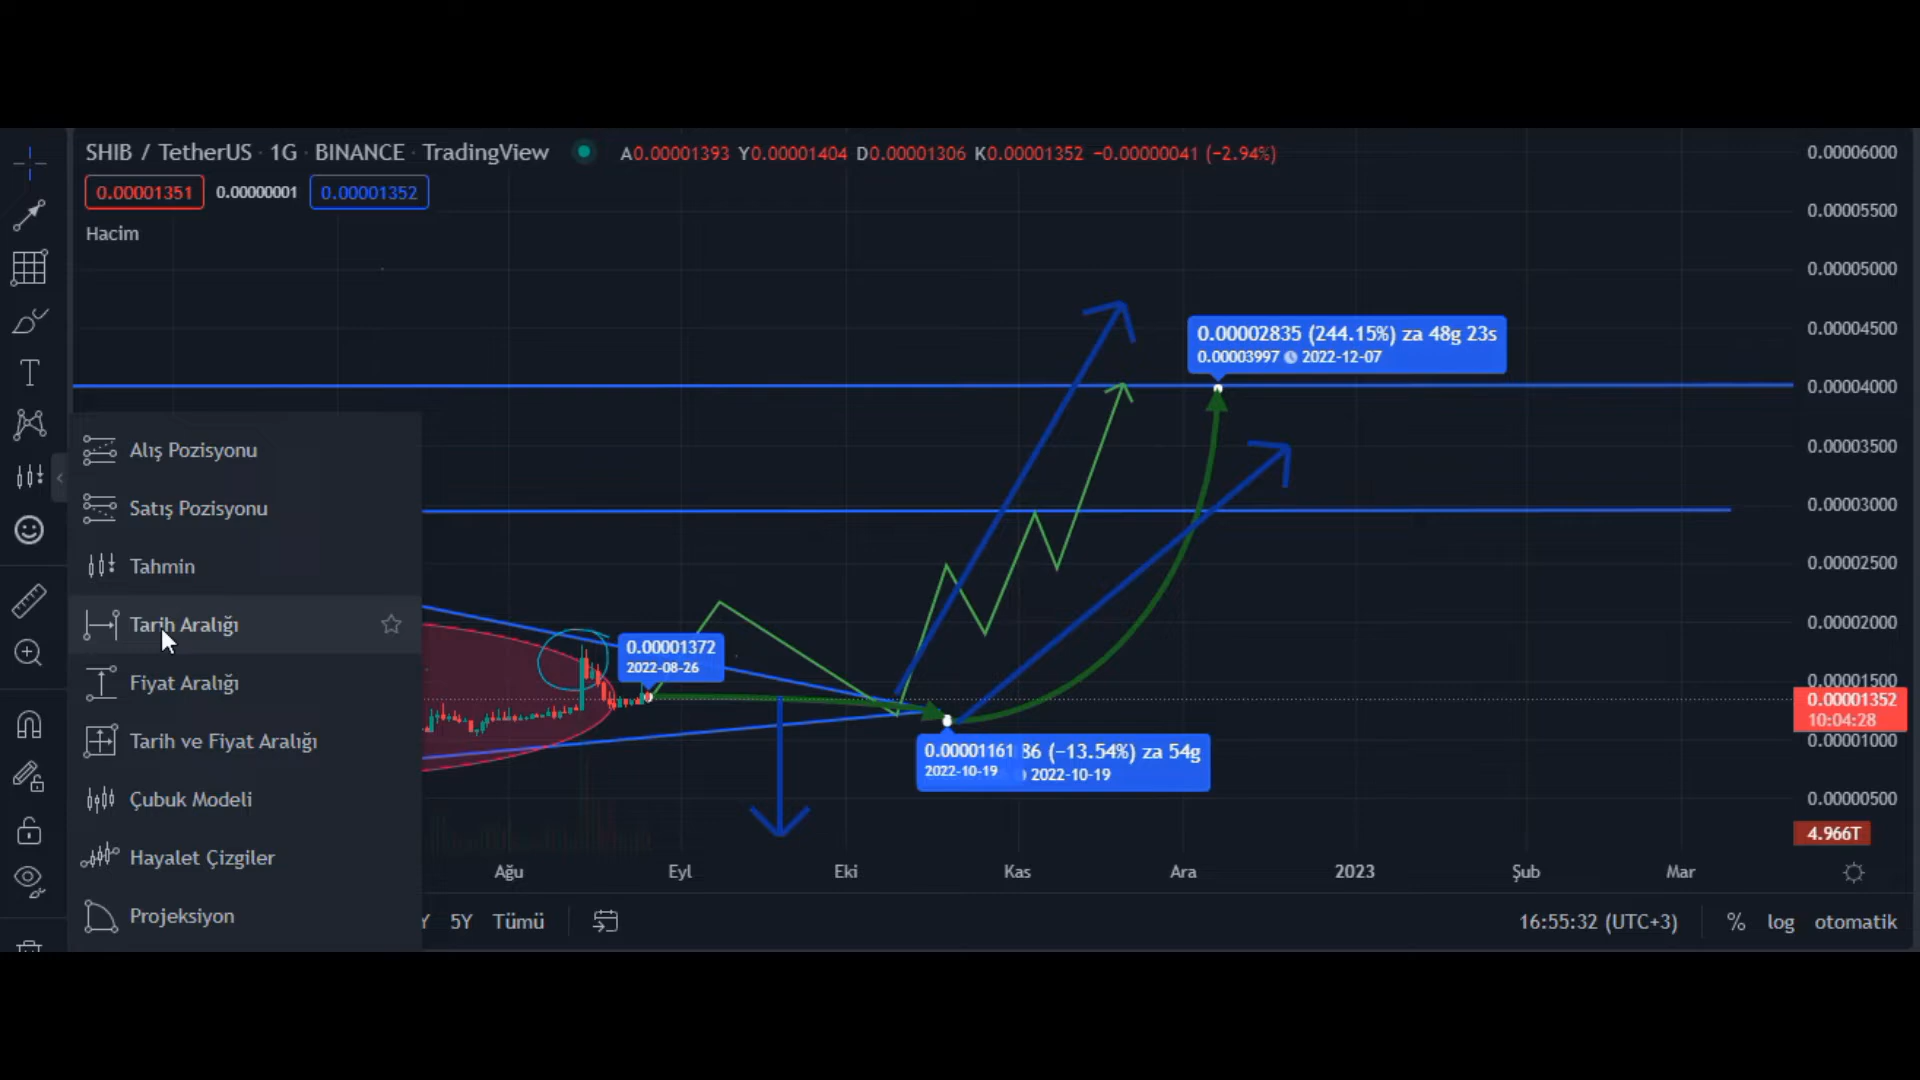 SHIB / TetherUS · 1G · BINANCE · TradingView
A0.00001393 Y0.00001404 D0.00001306 K0.00001352 −0.00000041 (−2.94%)
0.00001351 0.00000001 0.00001352
Hacim
0.00006000
0.00005500
0.00005000
0.00004500
0.00004000
0.00003500
0.00003000
0.00002500
0.00002000
0.00001500
0.00001352
10:04:28
0.00001000
0.00000500
4.966T
0.00002835 (244.15%) za 48g 23s
0.00003997 2022-12-07
0.00001372
2022-08-26
0.00001161 86 (−13.54%) za 54g
2022-10-19 2022-10-19
Alış Pozisyonu
Satış Pozisyonu
Tahmin
Tarih Aralığı
Fiyat Aralığı
Tarih ve Fiyat Aralığı
Çubuk Modeli
Hayalet Çizgiler
Projeksiyon
Ağu Eyl Eki Kas Ara 2023 Şub Mar
5Y Tümü
16:55:32 (UTC+3) % log otomatik